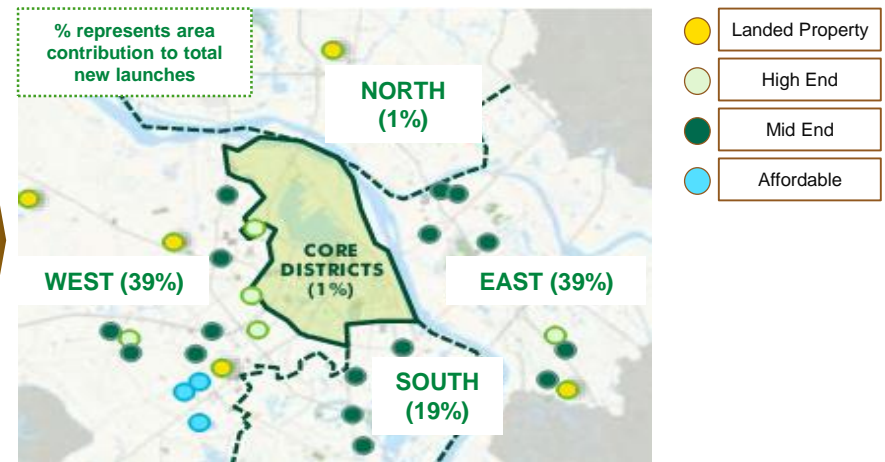 % represents area
contribution to total
new launches
NORTH
(1%)
CORE
DISTRICTS
(1%)
WEST (39%)
EAST (39%)
SOUTH
(19%)
Landed Property
High End
Mid End
Affordable